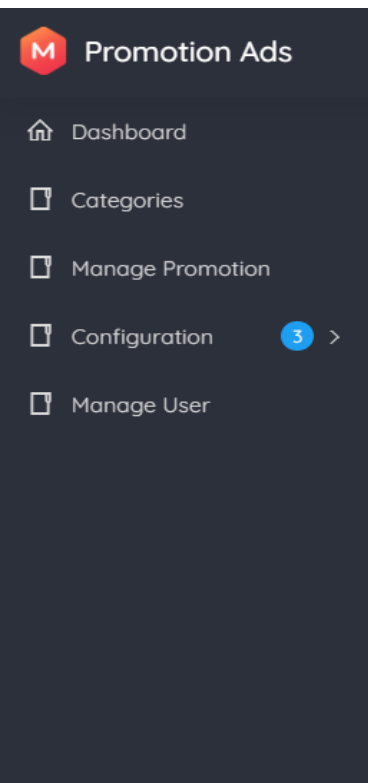 M
Promotion Ads
Dashboard
Categories
Manage Promotion
Configuration 3
Manage User